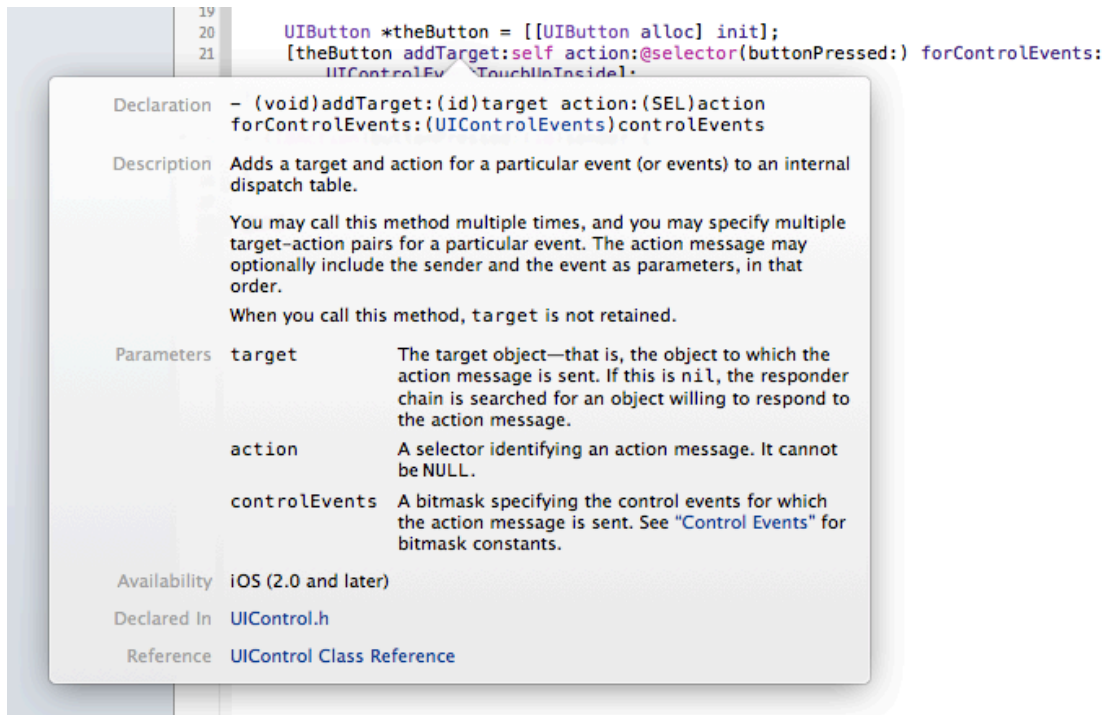 19
20 UIButton *theButton = [[UIButton alloc] init];
21 [theButton addTarget:self action:@selector(buttonPressed:) forControlEvents:
UIControlEv TouchUpInside];
Declaration - (void)addTarget:(id)target action:(SEL)action
forControlEvents:(UIControlEvents)controlEvents
Description Adds a target and action for a particular event (or events) to an internal
dispatch table.
You may call this method multiple times, and you may specify multiple
target-action pairs for a particular event. The action message may
optionally include the sender and the event as parameters, in that
order.
When you call this method, target is not retained.
Parameters target The target object—that is, the object to which the
action message is sent. If this is nil, the responder
chain is searched for an object willing to respond to
the action message.
action A selector identifying an action message. It cannot
be NULL.
controlEvents A bitmask specifying the control events for which
the action message is sent. See "Control Events" for
bitmask constants.
Availability iOS (2.0 and later)
Declared In UIControl.h
Reference UIControl Class Reference